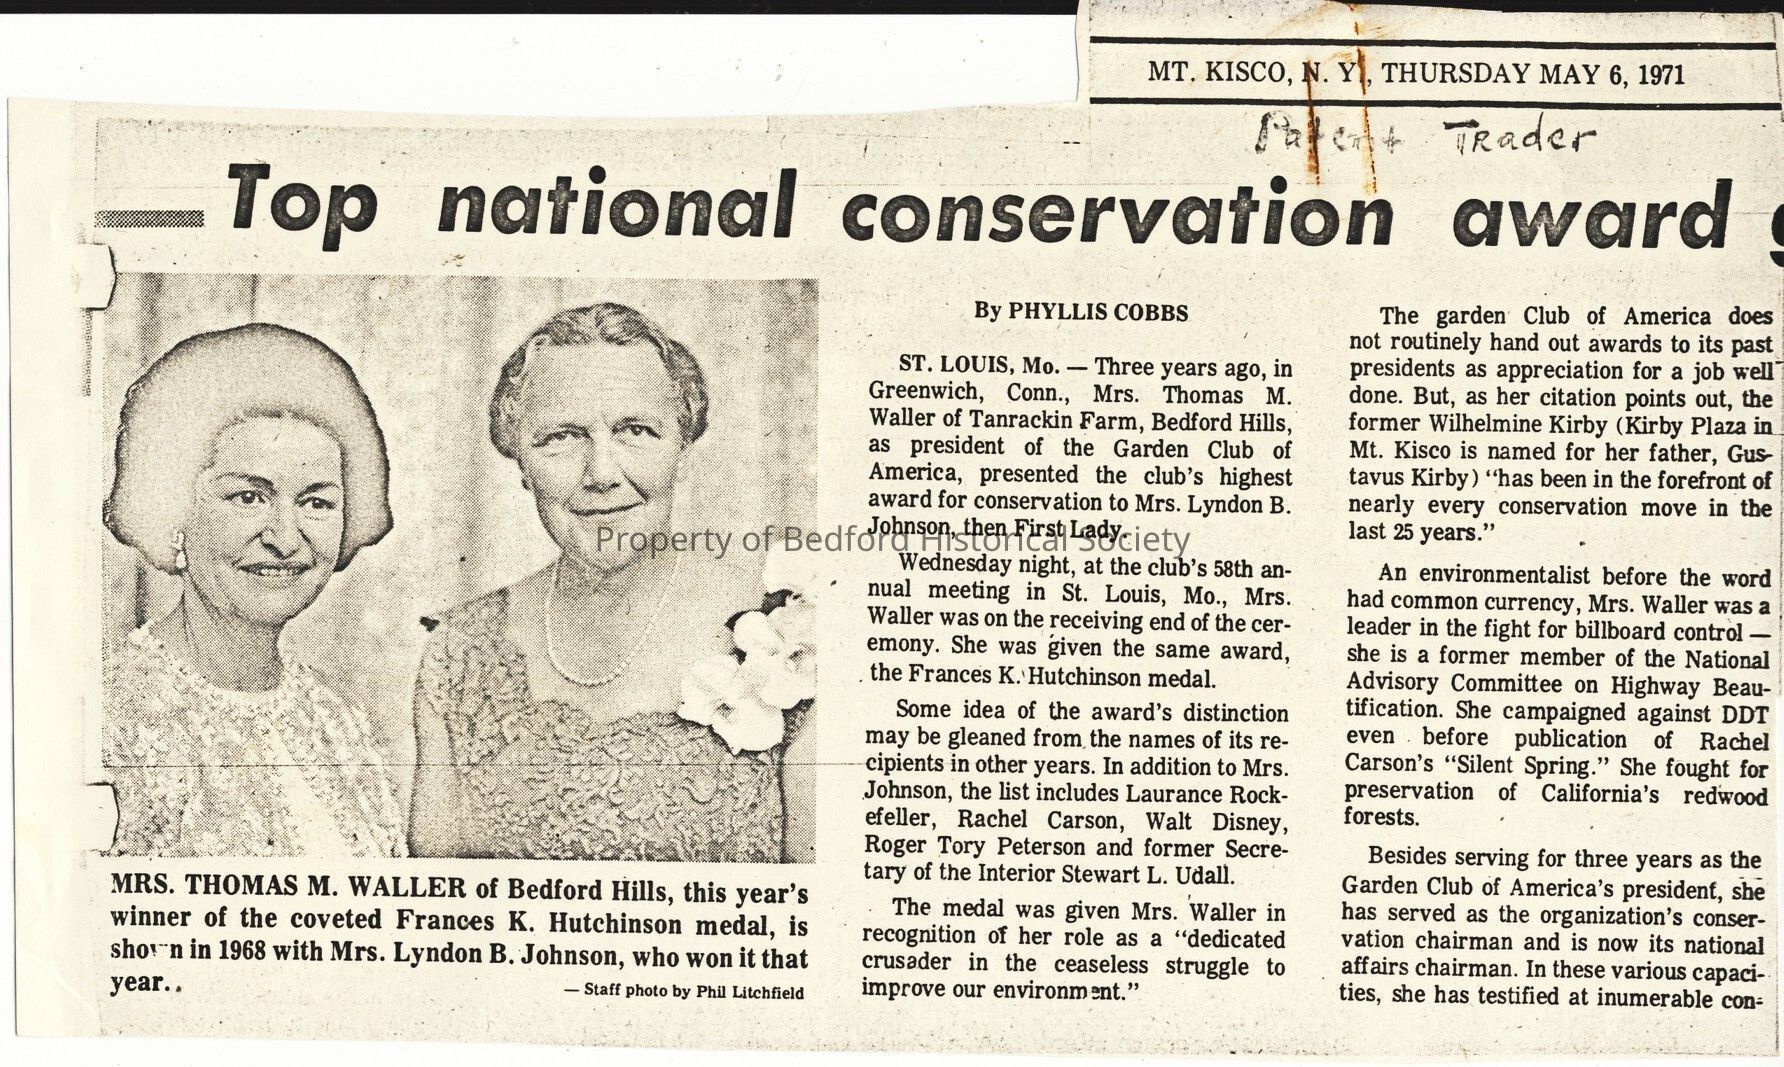 MT. KISCO, N. Y., THURSDAY MAY 6, 1971
Patent Trader
Top national conservation award
By PHYLLIS COBBS
ST. LOUIS, Mo. — Three years ago, in
Greenwich, Conn., Mrs. Thomas M.
Waller of Tanrackin Farm, Bedford Hills,
as president of the Garden Club of
America, presented the club's highest
award for conservation to Mrs. Lyndon B.
Johnson, then First Lady.
Wednesday night, at the club's 58th an-
nual meeting in St. Louis, Mo., Mrs.
Waller was on the receiving end of the cer-
emony. She was given the same award,
the Frances K. Hutchinson medal.
Some idea of the award's distinction
may be gleaned from the names of its re-
cipients in other years. In addition to Mrs.
Johnson, the list includes Laurance Rock-
efeller, Rachel Carson, Walt Disney,
Roger Tory Peterson and former Secre-
tary of the Interior Stewart L. Udall.
The medal was given Mrs. Waller in
recognition of her role as a “dedicated
crusader in the ceaseless struggle to
improve our environment.”
The garden Club of America does
not routinely hand out awards to its past
presidents as appreciation for a job well
done. But, as her citation points out, the
former Wilhelmine Kirby (Kirby Plaza in
Mt. Kisco is named for her father, Gus-
tavus Kirby) “has been in the forefront of
nearly every conservation move in the
last 25 years.”
An environmentalist before the word
had common currency, Mrs. Waller was a
leader in the fight for billboard control —
she is a former member of the National
Advisory Committee on Highway Beau-
tification. She campaigned against DDT
even before publication of Rachel
Carson's “Silent Spring.” She fought for
preservation of California's redwood
forests.
Besides serving for three years as the
Garden Club of America's president, she
has served as the organization's conser-
vation chairman and is now its national
affairs chairman. In these various capaci-
ties, she has testified at inumerable con-
MRS. THOMAS M. WALLER of Bedford Hills, this year's
winner of the coveted Frances K. Hutchinson medal, is
shown in 1968 with Mrs. Lyndon B. Johnson, who won it that
year..
— Staff photo by Phil Litchfield
Property of Bedford Historical Society